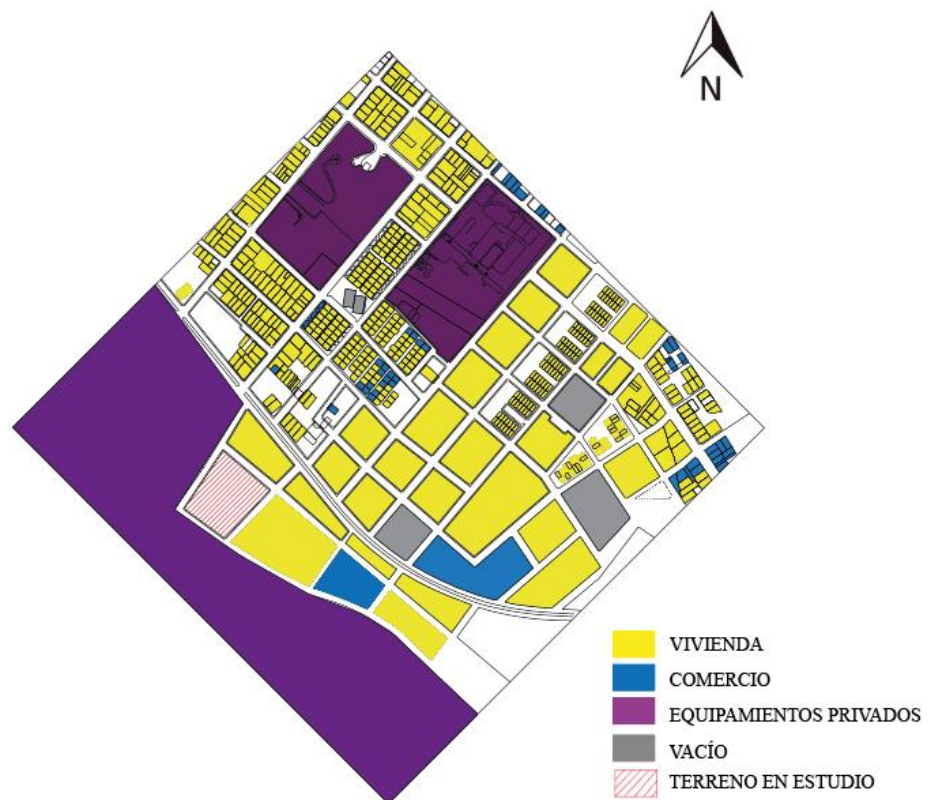 N
VIVIENDA
COMERCIO
EQUIPAMIENTOS PRIVADOS
VACÍO
TERRENO EN ESTUDIO